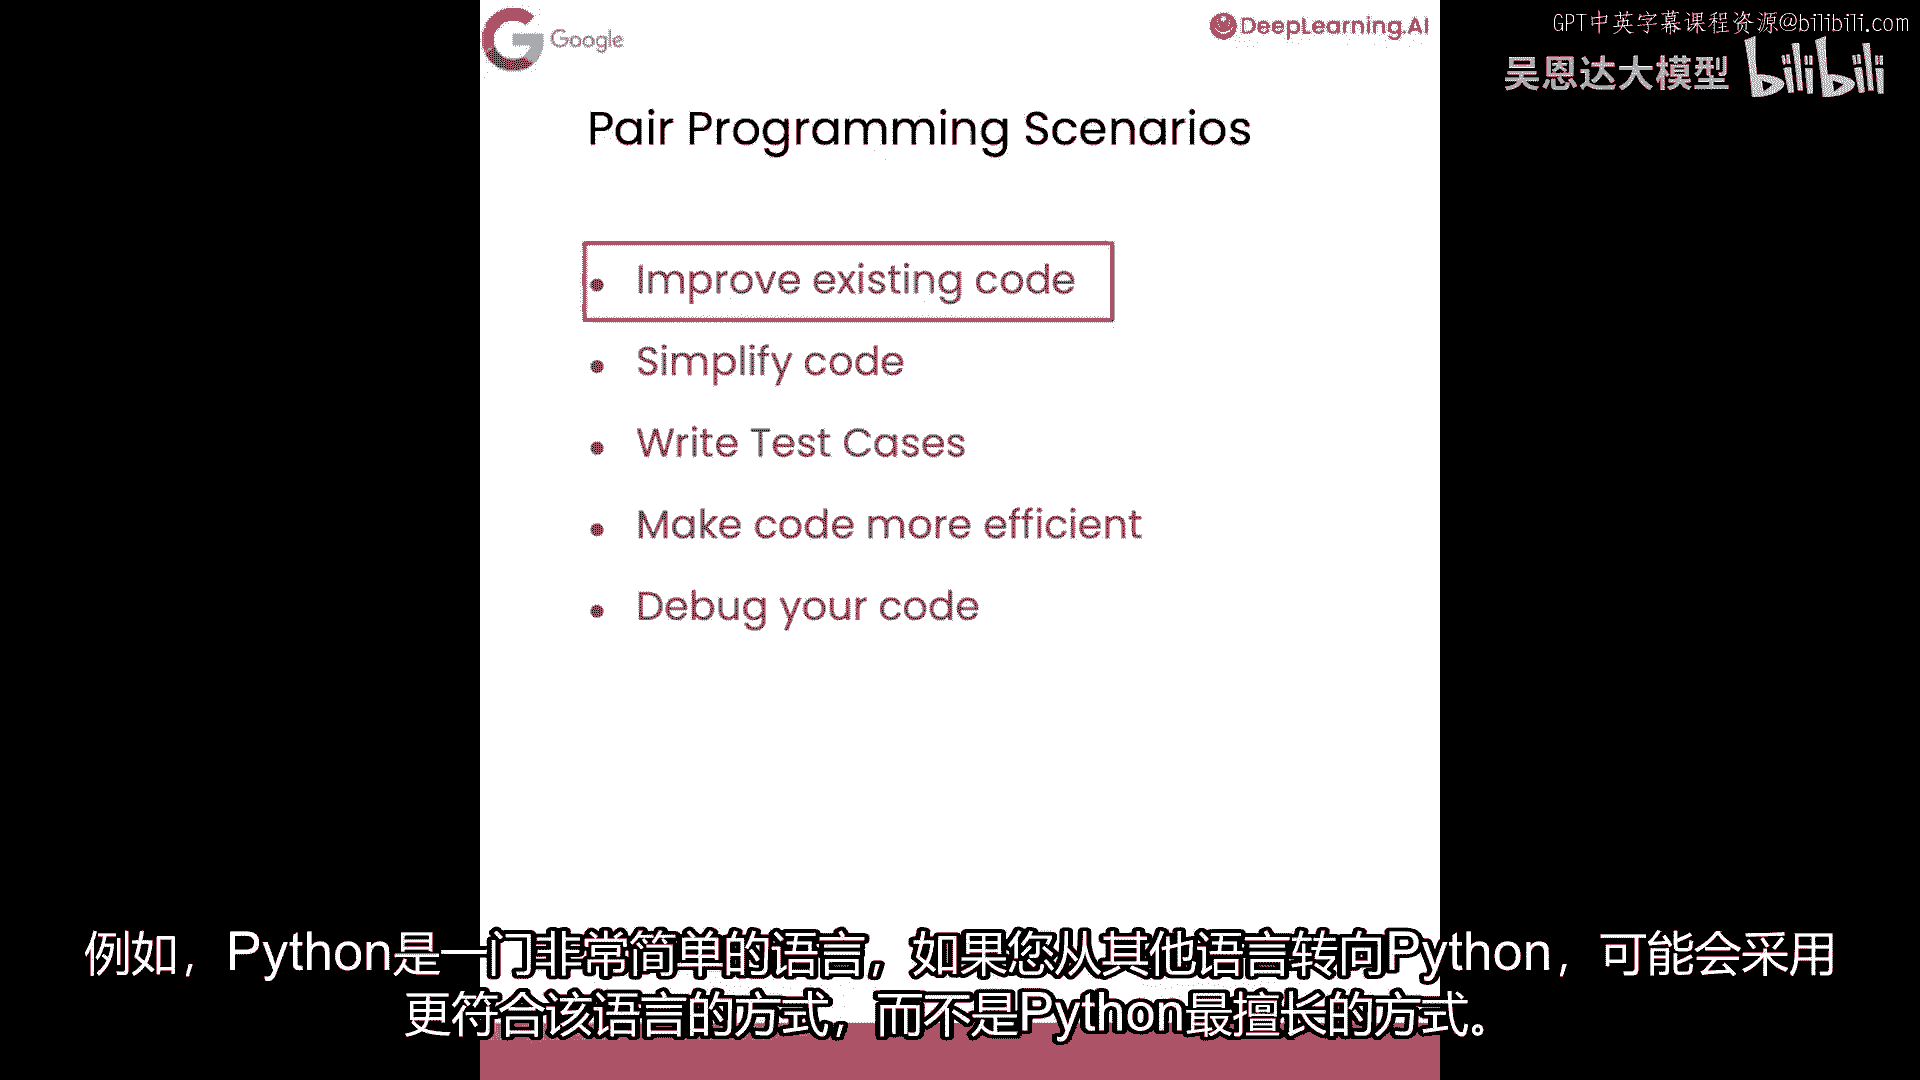 Google
DeepLearning.AI
GPT中英字幕课程资源@bilibili.com
吴恩达大模型 bilibili
Pair Programming Scenarios
• Improve existing code
• Simplify code
• Write Test Cases
• Make code more efficient
• Debug your code
例如，Python是一门非常简单的语言，如果您从其他语言转向Python，可能会采用
更符合该语言的方式，而不是Python最擅长的方式。